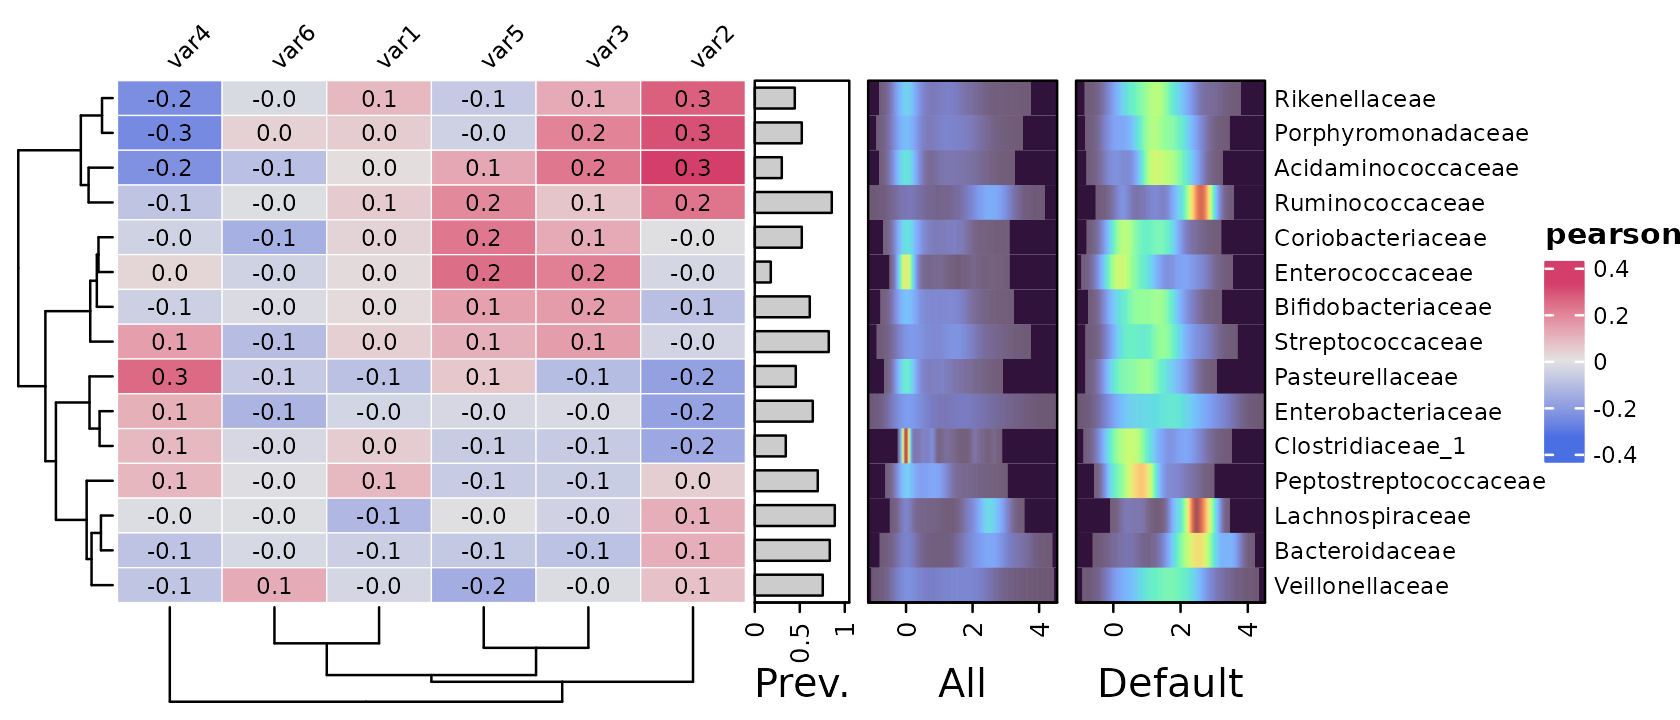 var4 var6 var1 var5 var3 var2
-0.2 -0.0 0.1 -0.1 0.1 0.3 Rikenellaceae
-0.3 0.0 0.0 -0.0 0.2 0.3 Porphyromonadaceae
-0.2 -0.1 0.0 0.1 0.2 0.3 Acidaminococcaceae
-0.1 -0.0 0.1 0.2 0.1 0.2 Ruminococcaceae
-0.0 -0.1 0.0 0.2 0.1 -0.0 Coriobacteriaceae
0.0 -0.0 0.0 0.2 0.2 -0.0 Enterococcaceae
-0.1 -0.0 0.0 0.1 0.2 -0.1 Bifidobacteriaceae
0.1 -0.1 0.0 0.1 0.1 -0.0 Streptococcaceae
0.3 -0.1 -0.1 0.1 -0.1 -0.2 Pasteurellaceae
0.1 -0.1 -0.0 -0.0 -0.0 -0.2 Enterobacteriaceae
0.1 -0.0 0.0 -0.1 -0.1 -0.2 Clostridiaceae_1
0.1 -0.0 0.1 -0.1 -0.1 0.0 Peptostreptococcaceae
-0.0 -0.0 -0.1 -0.0 -0.0 0.1 Lachnospiraceae
-0.1 -0.0 -0.1 -0.1 -0.1 0.1 Bacteroidaceae
-0.1 0.1 -0.0 -0.2 -0.0 0.1 Veillonellaceae
0 0.5 1 0 2 4 0 2 4
Prev. All Default
pearson
0.4
0.2
0
-0.2
-0.4